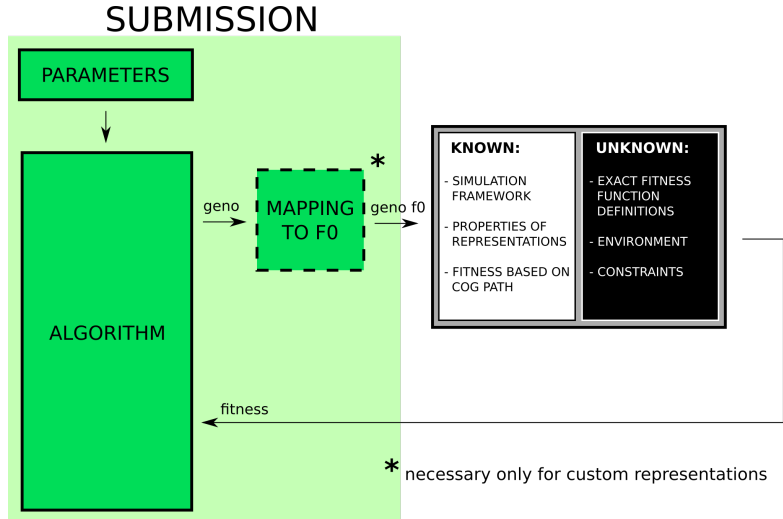 SUBMISSION
PARAMETERS
ALGORITHM
geno
*
MAPPING
TO F0
geno f0
KNOWN:
- SIMULATION
FRAMEWORK
- PROPERTIES OF
REPRESENTATIONS
- FITNESS BASED ON
COG PATH
UNKNOWN:
- EXACT FITNESS
FUNCTION
DEFINITIONS
- ENVIRONMENT
- CONSTRAINTS
fitness
* necessary only for custom representations